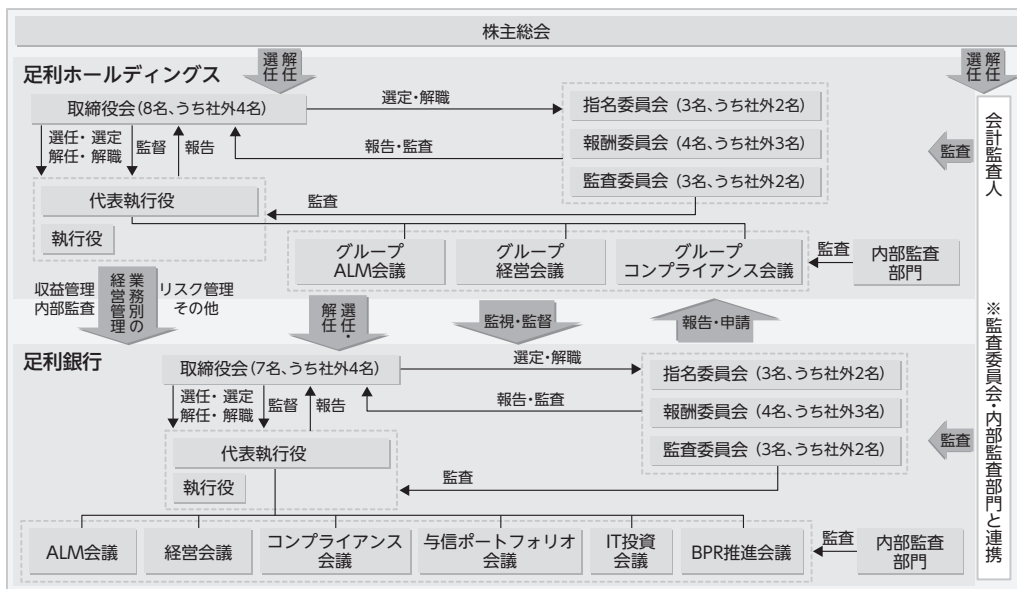 株主総会
選任
解任
選任
解任
足利ホールディングス
取締役会(8名、うち社外4名)
選定・解職
指名委員会(3名、うち社外2名)
報酬委員会(4名、うち社外3名)
監査委員会(3名、うち社外2名)
選任・選定
解任・解職
監督
報告
報告・監査
監査
会計監査人
※監査委員会・内部監査部門と連携
代表執行役
執行役
監査
グループ
ALM会議
グループ
経営会議
グループ
コンプライアンス会議
監査
内部監査
部門
収益管理
内部監査
業務別の
経営管理
リスク管理
その他
選任・
解任
監視・監督
報告・申請
足利銀行
取締役会(7名、うち社外4名)
選定・解職
指名委員会(3名、うち社外2名)
報酬委員会(4名、うち社外3名)
監査委員会(3名、うち社外2名)
選任・選定
解任・解職
監督
報告
報告・監査
監査
代表執行役
執行役
監査
ALM会議
経営会議
コンプライアンス
会議
与信ポートフォリオ
会議
IT投資
会議
BPR推進会議
監査
内部監査
部門